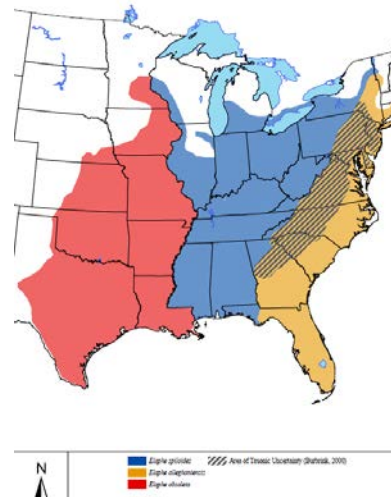 Elaphe spiloides
Area of Taxonomic Uncertainty (Burbrink, 2000)
Elaphe alleghaniensis
Elaphe obsoleta
N